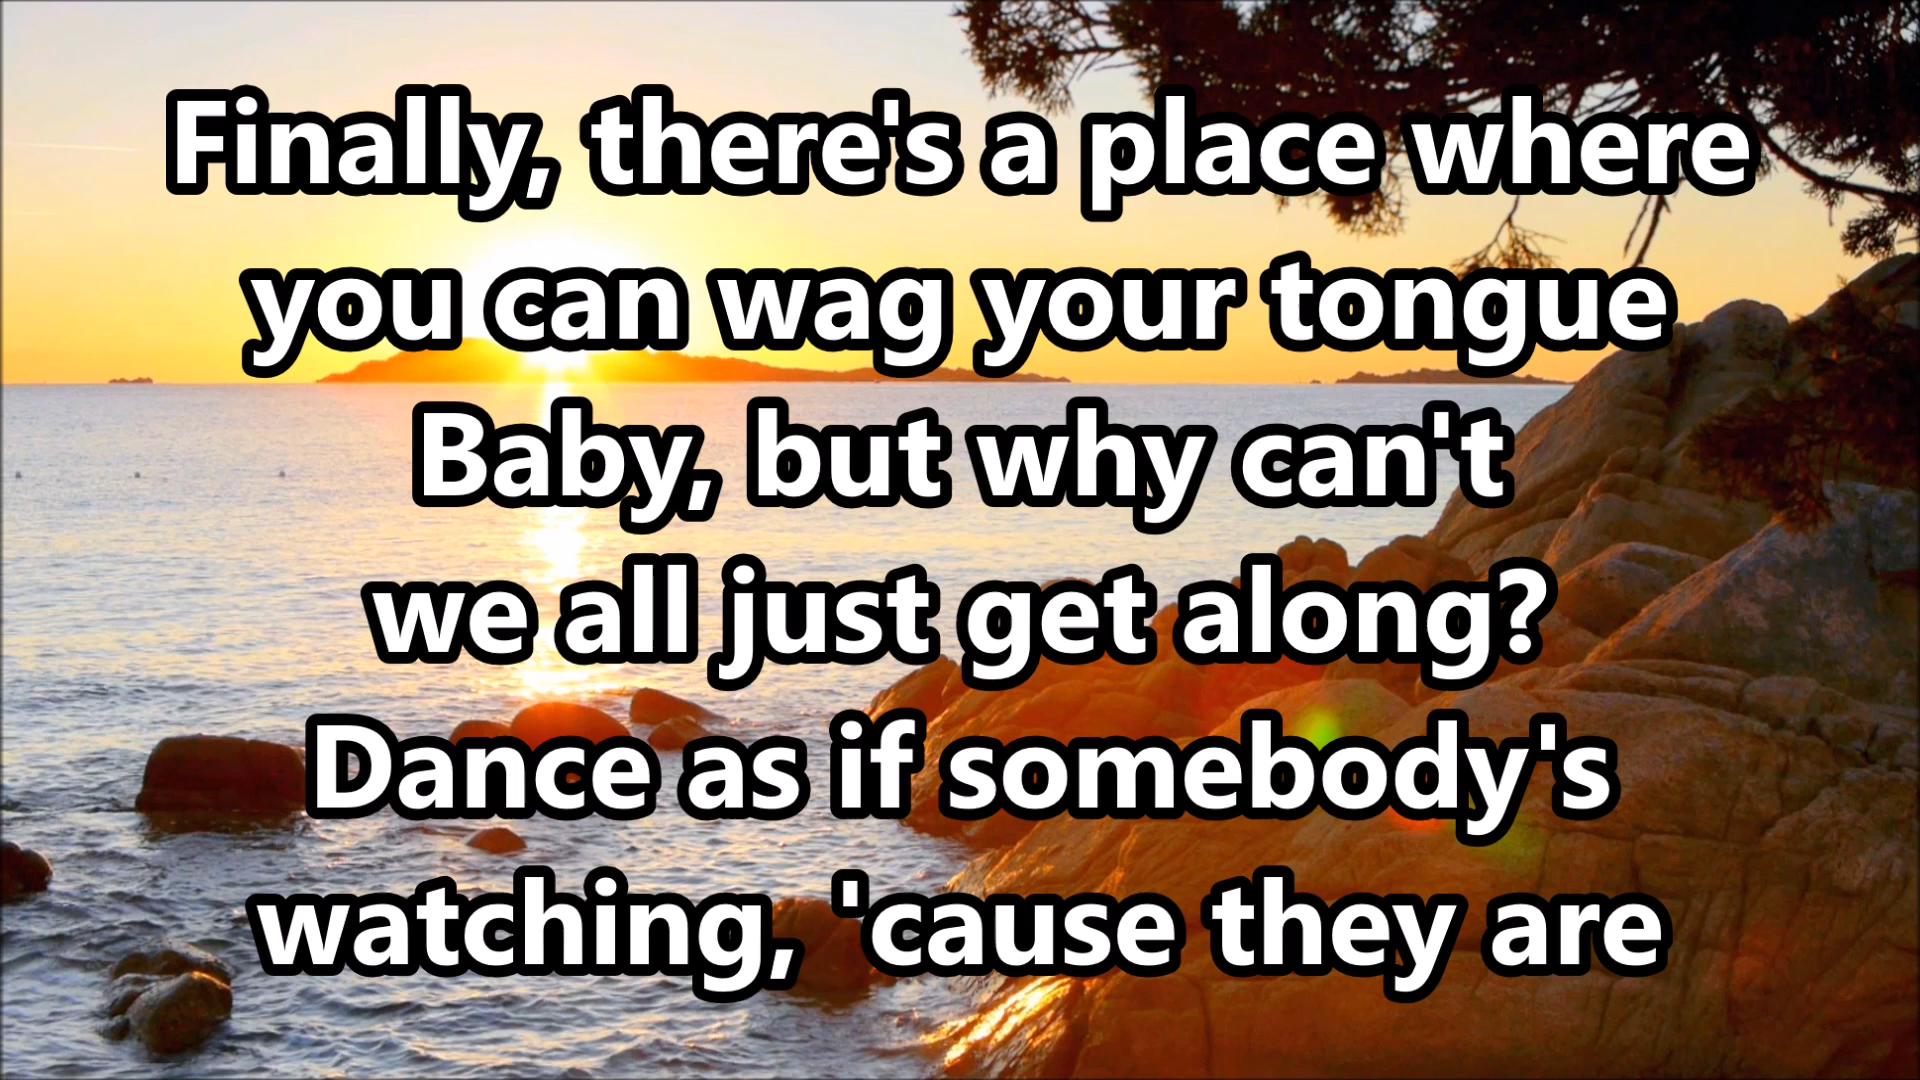 Finally, there's a place where
you can wag your tongue
Baby, but why can't
we all just get along?
Dance as if somebody's
watching, 'cause they are